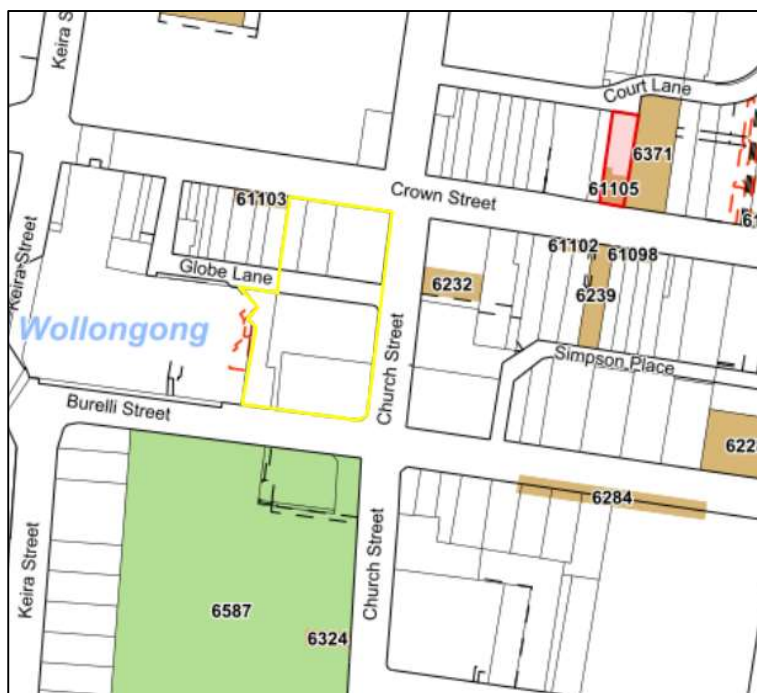 Keira S
Court Lane
6371
61105
61
61103
Crown Street
Keira-Street
Globe Lane
61102
61098
6232
6239
Wollongong
Church Street
Simpson Place
Burelli Street
622
6284
Keira Street
Church Street
6587
6324